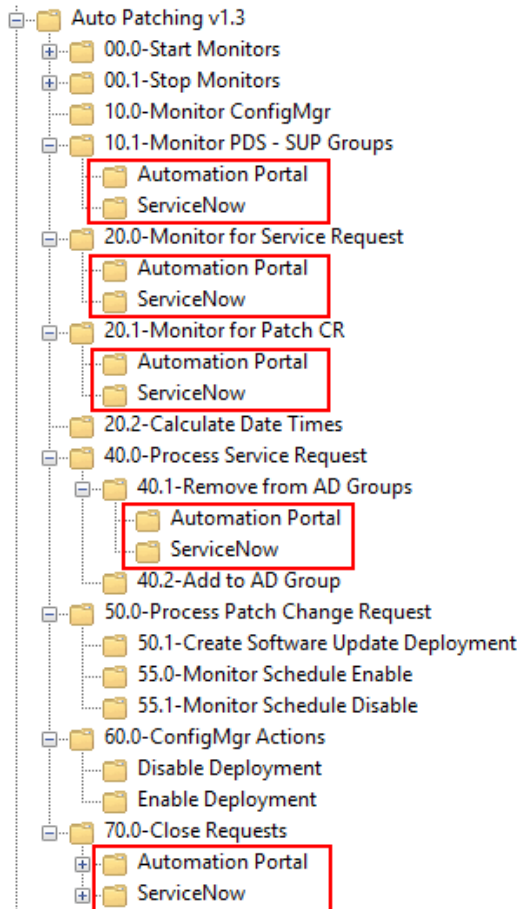 Auto Patching v1.3
00.0-Start Monitors
00.1-Stop Monitors
10.0-Monitor ConfigMgr
10.1-Monitor PDS - SUP Groups
Automation Portal
ServiceNow
20.0-Monitor for Service Request
Automation Portal
ServiceNow
20.1-Monitor for Patch CR
Automation Portal
ServiceNow
20.2-Calculate Date Times
40.0-Process Service Request
40.1-Remove from AD Groups
Automation Portal
ServiceNow
40.2-Add to AD Group
50.0-Process Patch Change Request
50.1-Create Software Update Deployment
55.0-Monitor Schedule Enable
55.1-Monitor Schedule Disable
60.0-ConfigMgr Actions
Disable Deployment
Enable Deployment
70.0-Close Requests
Automation Portal
ServiceNow